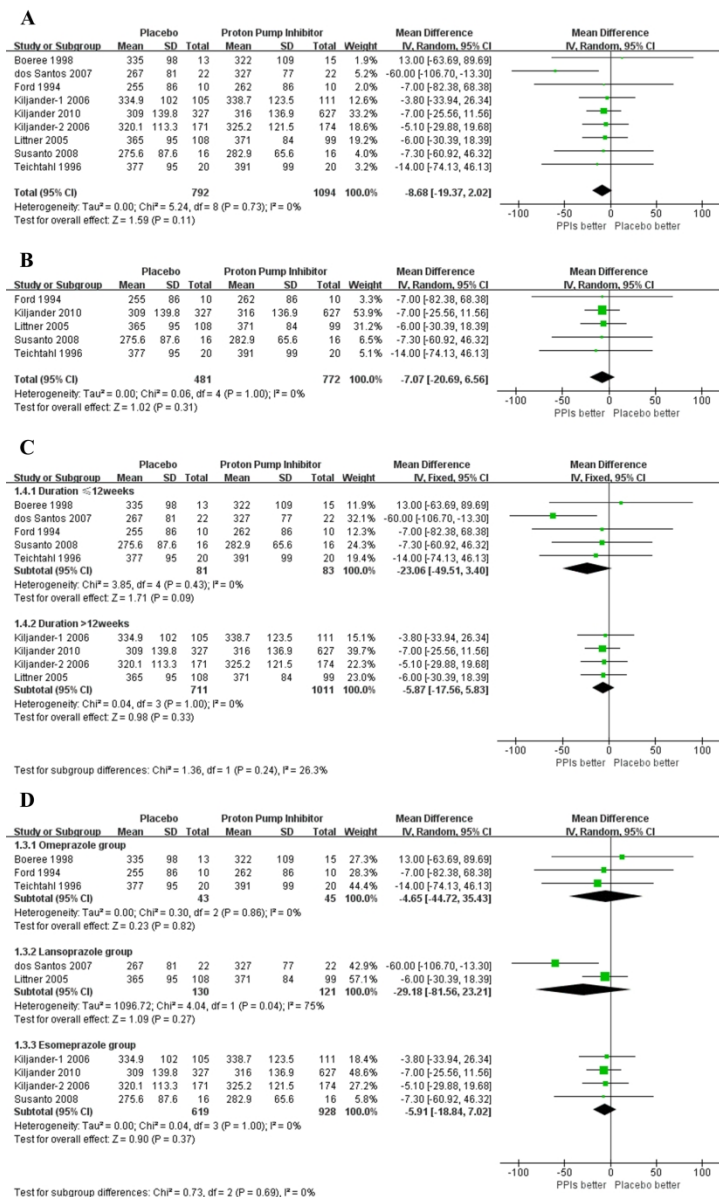 A
Placebo Proton Pump Inhibitor Mean Difference Mean Difference
Study or Subgroup Mean SD Total Mean SD Total Weight IV, Random, 95% CI IV, Random, 95% CI
Boeree 1998 335 98 13 322 109 15 1.9% 13.00 [-63.69, 89.69]
dos Santos 2007 267 81 22 327 77 22 5.2% -60.00 [-106.70, -13.30]
Ford 1994 255 86 10 262 86 10 2.0% -7.00 [-82.38, 68.38]
Kiljander-1 2006 334.9 102 105 338.7 123.5 111 12.6% -3.80 [-33.94, 26.34]
Kiljander 2010 309 139.8 327 316 136.9 627 33.2% -7.00 [-25.56, 11.56]
Kiljander-2 2006 320.1 113.3 171 325.2 121.5 174 18.6% -5.10 [-29.88, 19.68]
Littner 2005 365 95 108 371 84 99 19.2% -6.00 [-30.39, 18.39]
Susanto 2008 275.6 87.6 16 282.9 65.6 16 4.0% -7.30 [-60.92, 46.32]
Teichtahl 1996 377 95 20 391 99 20 3.2% -14.00 [-74.13, 46.13]
Total (95% CI) 792 1094 100.0% -8.68 [-19.37, 2.02]
Heterogeneity: Tau² = 0.00; Chi² = 5.24, df = 8 (P = 0.73); I² = 0%
Test for overall effect: Z = 1.59 (P = 0.11)
-100 -50 0 50 100
PPIs better Placebo better
B
Placebo Proton Pump Inhibitor Mean Difference Mean Difference
Study or Subgroup Mean SD Total Mean SD Total Weight IV, Random, 95% CI IV, Random, 95% CI
Ford 1994 255 86 10 262 86 10 3.3% -7.00 [-82.38, 68.38]
Kiljander 2010 309 139.8 327 316 136.9 627 53.9% -7.00 [-25.56, 11.56]
Littner 2005 365 95 108 371 84 99 31.2% -6.00 [-30.39, 18.39]
Susanto 2008 275.6 87.6 16 282.9 65.6 16 6.5% -7.30 [-60.92, 46.32]
Teichtahl 1996 377 95 20 391 99 20 5.1% -14.00 [-74.13, 46.13]
Total (95% CI) 481 772 100.0% -7.07 [-20.69, 6.56]
Heterogeneity: Tau² = 0.00; Chi² = 0.06, df = 4 (P = 1.00); I² = 0%
Test for overall effect: Z = 1.02 (P = 0.31)
-100 -50 0 50 100
PPIs better Placebo better
C
Placebo Proton Pump Inhibitor Mean Difference Mean Difference
Study or Subgroup Mean SD Total Mean SD Total Weight IV, Fixed, 95% CI IV, Fixed, 95% CI
1.4.1 Duration ≤12weeks
Boeree 1998 335 98 13 322 109 15 11.9% 13.00 [-63.69, 89.69]
dos Santos 2007 267 81 22 327 77 22 32.1% -60.00 [-106.70, -13.30]
Ford 1994 255 86 10 262 86 10 12.3% -7.00 [-82.38, 68.38]
Susanto 2008 275.6 87.6 16 282.9 65.6 16 24.3% -7.30 [-60.92, 46.32]
Teichtahl 1996 377 95 20 391 99 20 19.4% -14.00 [-74.13, 46.13]
Subtotal (95% CI) 81 83 100.0% -23.06 [-49.51, 3.40]
Heterogeneity: Chi² = 3.85, df = 4 (P = 0.43); I² = 0%
Test for overall effect: Z = 1.71 (P = 0.09)
1.4.2 Duration >12weeks
Kiljander-1 2006 334.9 102 105 338.7 123.5 111 15.1% -3.80 [-33.94, 26.34]
Kiljander 2010 309 139.8 327 316 136.9 627 39.7% -7.00 [-25.56, 11.56]
Kiljander-2 2006 320.1 113.3 171 325.2 121.5 174 22.3% -5.10 [-29.88, 19.68]
Littner 2005 365 95 108 371 84 99 23.0% -6.00 [-30.39, 18.39]
Subtotal (95% CI) 711 1011 100.0% -5.87 [-17.56, 5.83]
Heterogeneity: Chi² = 0.04, df = 3 (P = 1.00); I² = 0%
Test for overall effect: Z = 0.98 (P = 0.33)
-100 -50 0 50 100
PPIs better Placebo better
Test for subgroup differences: Chi² = 1.36, df = 1 (P = 0.24), I² = 26.3%
D
Placebo Proton Pump Inhibitor Mean Difference Mean Difference
Study or Subgroup Mean SD Total Mean SD Total Weight IV, Random, 95% CI IV, Random, 95% CI
1.3.1 Omeprazole group
Boeree 1998 335 98 13 322 109 15 27.3% 13.00 [-63.69, 89.69]
Ford 1994 255 86 10 262 86 10 28.3% -7.00 [-82.38, 68.38]
Teichtahl 1996 377 95 20 391 99 20 44.4% -14.00 [-74.13, 46.13]
Subtotal (95% CI) 43 45 100.0% -4.65 [-44.72, 35.43]
Heterogeneity: Tau² = 0.00; Chi² = 0.30, df = 2 (P = 0.86); I² = 0%
Test for overall effect: Z = 0.23 (P = 0.82)
1.3.2 Lansoprazole group
dos Santos 2007 267 81 22 327 77 22 42.9% -60.00 [-106.70, -13.30]
Littner 2005 365 95 108 371 84 99 57.1% -6.00 [-30.39, 18.39]
Subtotal (95% CI) 130 121 100.0% -29.18 [-81.56, 23.21]
Heterogeneity: Tau² = 1096.72; Chi² = 4.04, df = 1 (P = 0.04); I² = 75%
Test for overall effect: Z = 1.09 (P = 0.27)
1.3.3 Esomeprazole group
Kiljander-1 2006 334.9 102 105 338.7 123.5 111 18.4% -3.80 [-33.94, 26.34]
Kiljander 2010 309 139.8 327 316 136.9 627 48.6% -7.00 [-25.56, 11.56]
Kiljander-2 2006 320.1 113.3 171 325.2 121.5 174 27.2% -5.10 [-29.88, 19.68]
Susanto 2008 275.6 87.6 16 282.9 65.6 16 5.8% -7.30 [-60.92, 46.32]
Subtotal (95% CI) 619 928 100.0% -5.91 [-18.84, 7.02]
Heterogeneity: Tau² = 0.00; Chi² = 0.04, df = 3 (P = 1.00); I² = 0%
Test for overall effect: Z = 0.90 (P = 0.37)
-100 -50 0 50 100
PPIs better Placebo better
Test for subgroup differences: Chi² = 0.73, df = 2 (P = 0.69), I² = 0%